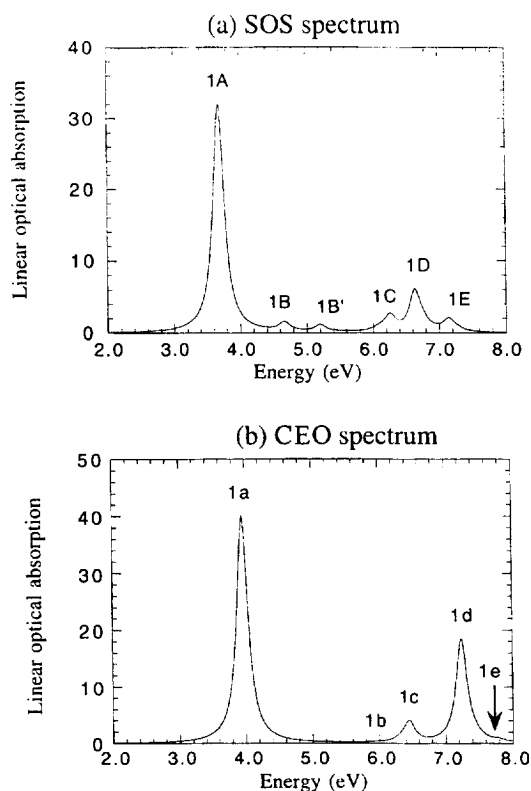 (a) SOS spectrum
Linear optical absorption
40
30
20
10
0
1A
1B
1B'
1C
1D
1E
2.0 3.0 4.0 5.0 6.0 7.0 8.0
Energy (eV)
(b) CEO spectrum
Linear optical absorption
50
40
30
20
10
0
1a
1b
1c
1d
1e
2.0 3.0 4.0 5.0 6.0 7.0 8.0
Energy (eV)